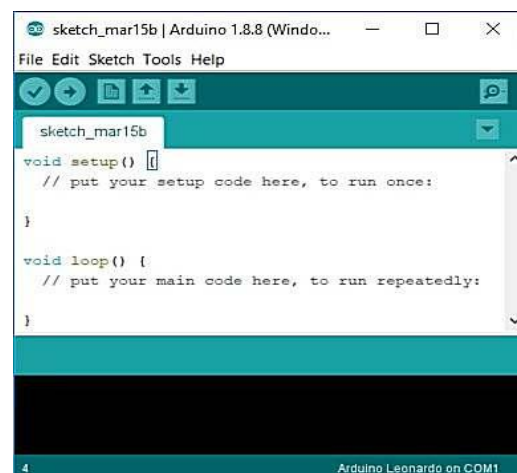 sketch_mar15b | Arduino 1.8.8 (Windo...
File Edit Sketch Tools Help
sketch_mar15b
void setup() {
  // put your setup code here, to run once:
}
void loop() {
  // put your main code here, to run repeatedly:
}
4
Arduino Leonardo on COM1